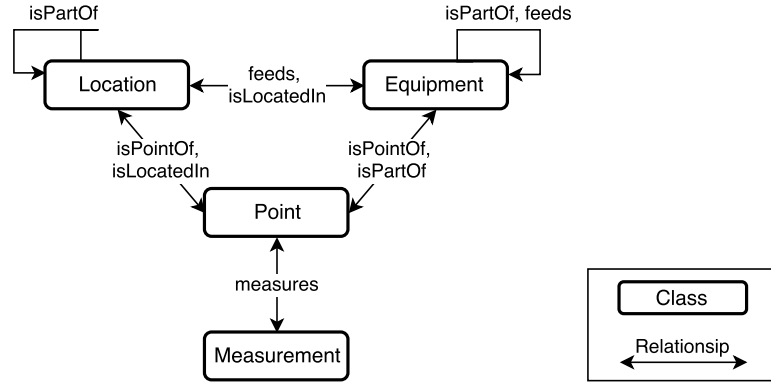 isPartOf
isPartOf, feeds
Location
feeds,
isLocatedIn
Equipment
isPointOf,
isLocatedIn
isPointOf,
isPartOf
Point
measures
Measurement
Class
Relationsip